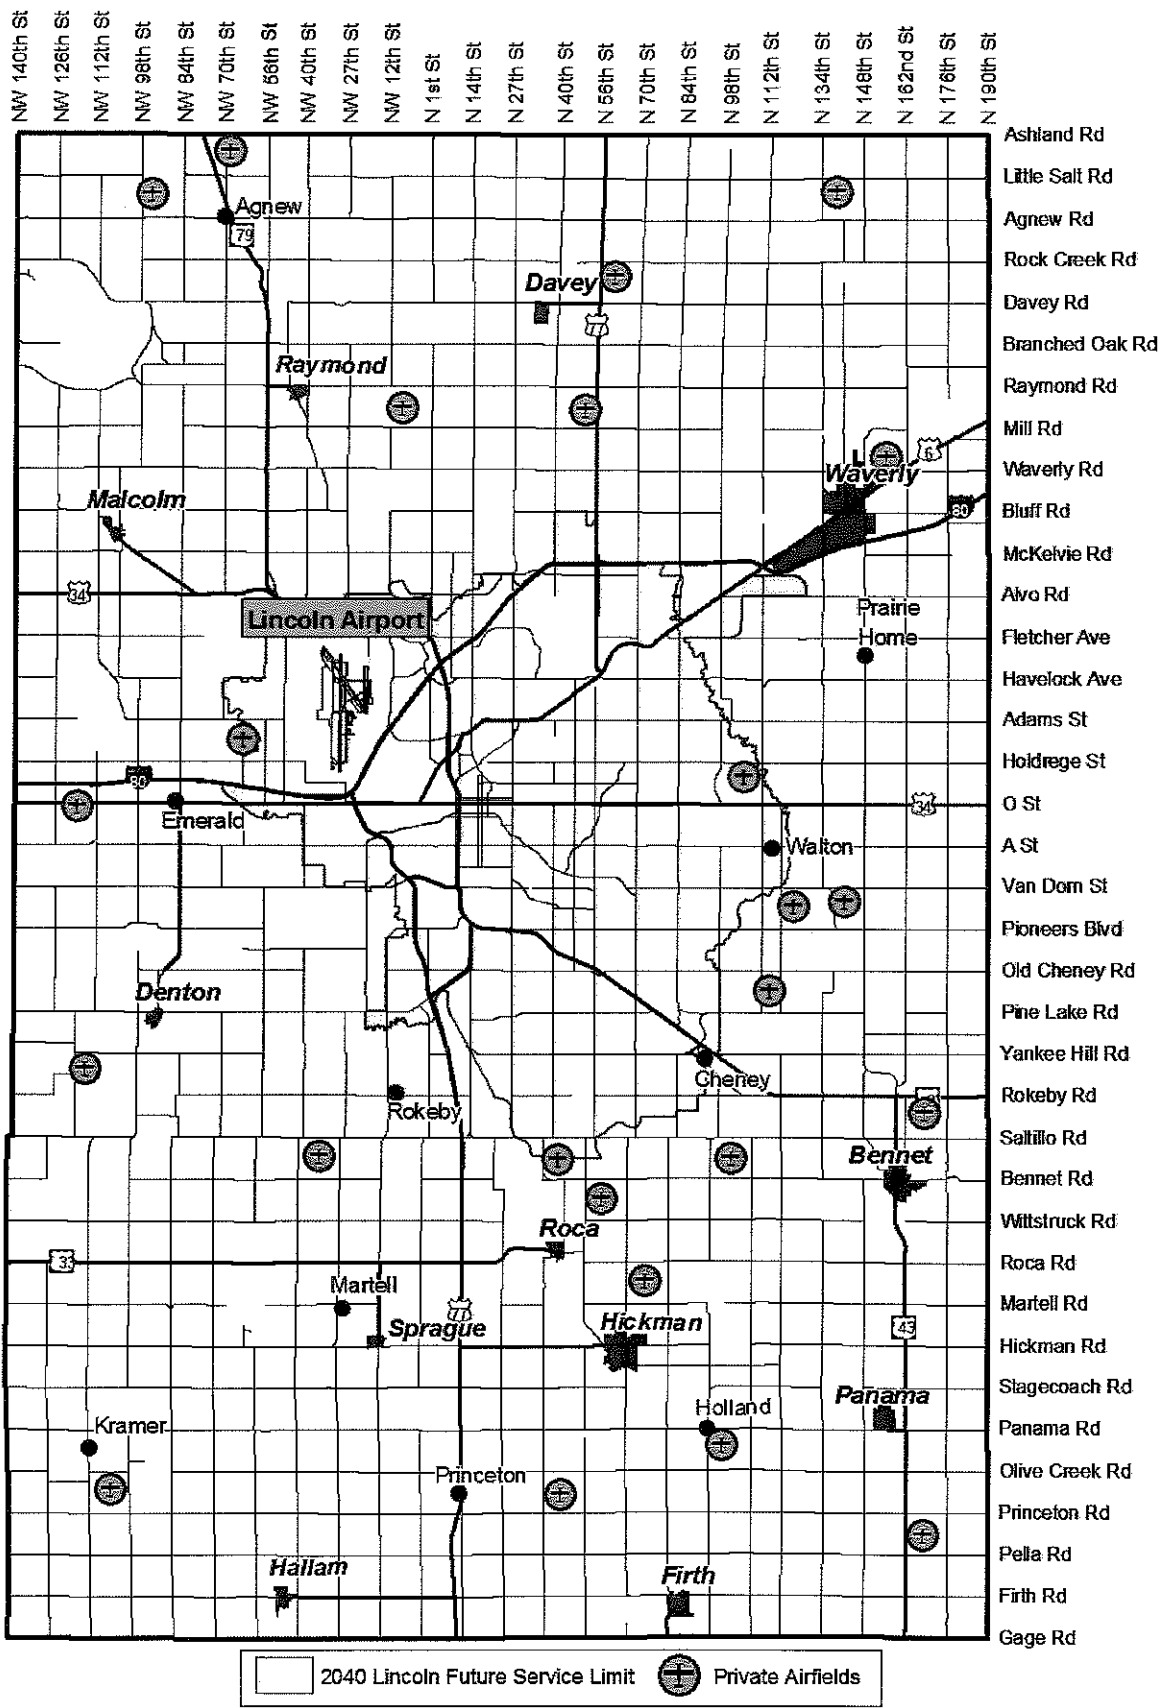 NW 140th St
NW 126th St
NW 112th St
NW 98th St
NW 84th St
NW 70th St
NW 56th St
NW 40th St
NW 27th St
NW 12th St
N 1st St
N 14th St
N 27th St
N 40th St
N 56th St
N 70th St
N 84th St
N 98th St
N 112th St
N 134th St
N 148th St
N 162nd St
N 176th St
N 190th St
Ashland Rd
Little Salt Rd
Agnew
Agnew Rd
79
Rock Creek Rd
Davey
Davey Rd
77
Branched Oak Rd
Raymond
Raymond Rd
Mill Rd
6
Waverly
Waverly Rd
Malcolm
80
Bluff Rd
McKelvie Rd
34
Alvo Rd
Prairie
Home
Lincoln Airport
Fletcher Ave
Havelock Ave
Adams St
Holdrege St
80
34
O St
Emerald
Walton
A St
Van Dorn St
Pioneers Blvd
Old Cheney Rd
Denton
Pine Lake Rd
Yankee Hill Rd
Cheney
Rokeby
Rokeby Rd
Saltillo Rd
Bennet
Bennet Rd
Wittstruck Rd
Roca
33
Roca Rd
Martell
Martell Rd
77
Sprague
Hickman
43
Hickman Rd
Stagecoach Rd
Panama
Holland
Kramer
Panama Rd
Olive Creek Rd
Princeton
Princeton Rd
Pella Rd
Hallam
Firth
Firth Rd
Gage Rd
2040 Lincoln Future Service Limit
Private Airfields